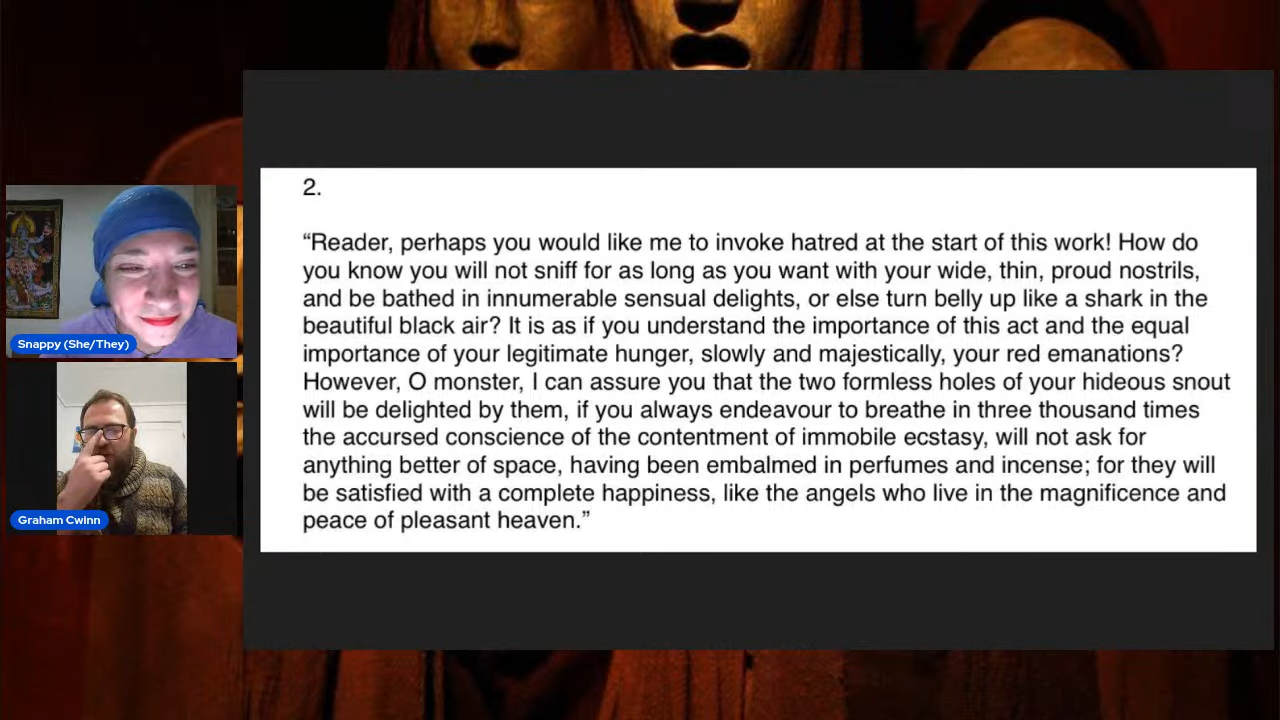 2.
“Reader, perhaps you would like me to invoke hatred at the start of this work! How do
you know you will not sniff for as long as you want with your wide, thin, proud nostrils,
and be bathed in innumerable sensual delights, or else turn belly up like a shark in the
beautiful black air? It is as if you understand the importance of this act and the equal
importance of your legitimate hunger, slowly and majestically, your red emanations?
However, O monster, I can assure you that the two formless holes of your hideous snout
will be delighted by them, if you always endeavour to breathe in three thousand times
the accursed conscience of the contentment of immobile ecstasy, will not ask for
anything better of space, having been embalmed in perfumes and incense; for they will
be satisfied with a complete happiness, like the angels who live in the magnificence and
peace of pleasant heaven.”
Snappy (She/They)
Graham Cwinn